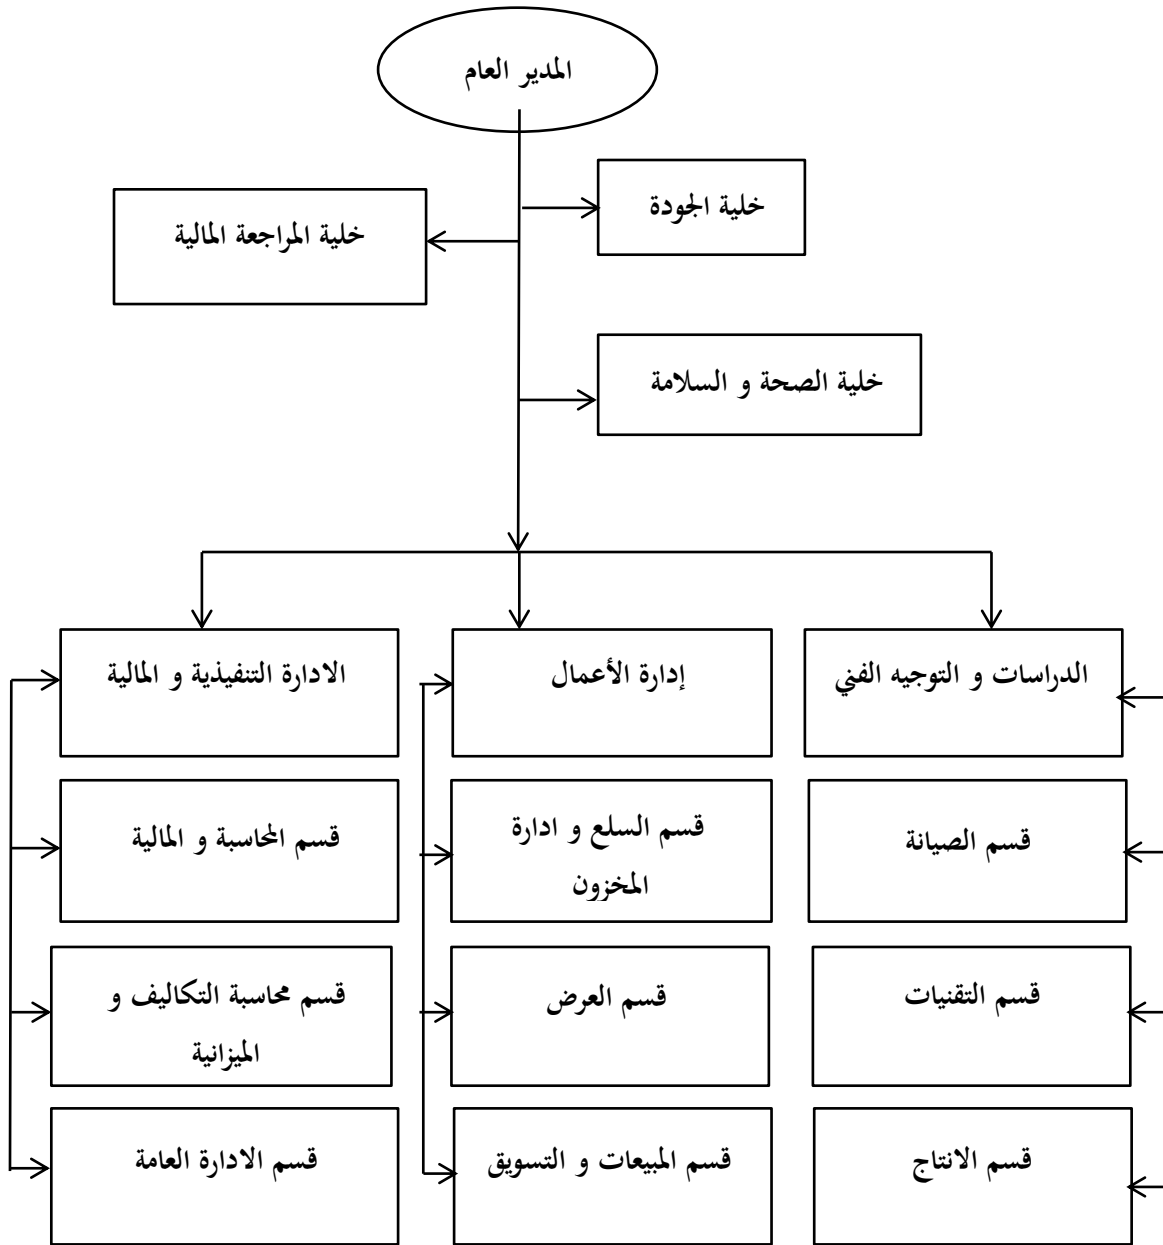 المدير العام
خلية الجودة
خلية المراجعة المالية
خلية الصحة و السلامة
الدراسات و التوجيه الفني
إدارة الأعمال
الادارة التنفيذية و المالية
قسم الصيانة
قسم السلع و ادارة
المخزون
قسم المحاسبة و المالية
قسم التقنيات
قسم العرض
قسم محاسبة التكاليف و
الميزانية
قسم الانتاج
قسم المبيعات و التسويق
قسم الادارة العامة